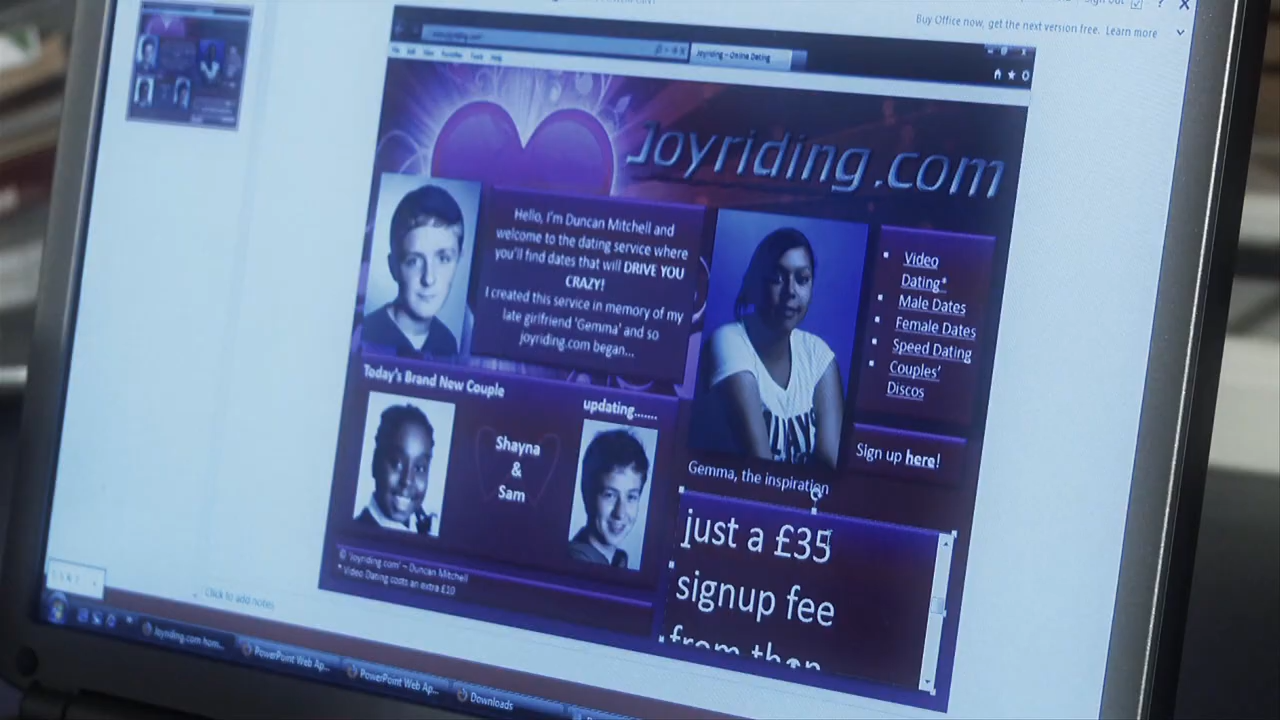 Buy Office now, get the next version free. Learn more
Joyriding – Online Dating
Joyriding.com
Hello, I'm Duncan Mitchell and
welcome to the dating service where
you'll find dates that will DRIVE YOU
CRAZY!
I created this service in memory of my
late girlfriend 'Gemma' and so
joyriding.com began...
Video
Dating*
Male Dates
Female Dates
Speed Dating
Couples'
Discos
Sign up here!
Gemma, the inspiration
Today's Brand New Couple
updating.......
Shayna
&
Sam
just a £35
signup fee
from then
© 'Joyriding.com' – Duncan Mitchell
* Video Dating costs an extra £10
Click to add notes
Joyriding.com hom...
PowerPoint Web Ap...
PowerPoint Web Ap...
Downloads